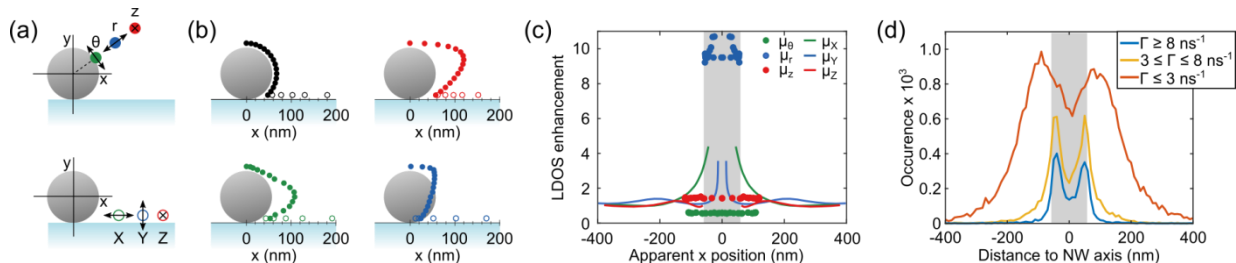 (a)
y
θ
r
z
x
y
x
X
Y
Z
(b)
0
100
200
x (nm)
0
100
200
x (nm)
0
100
200
x (nm)
0
100
200
x (nm)
(c)
LDOS enhancement
10
8
6
4
2
0
μθ μX
μr μY
μz μZ
-400
-200
0
200
400
Apparent x position (nm)
(d)
Occurence x 10³
1.0
0.8
0.6
0.4
0.2
0
Γ ≥ 8 ns⁻¹
3 ≤ Γ ≤ 8 ns⁻¹
Γ ≤ 3 ns⁻¹
-400
-200
0
200
400
Distance to NW axis (nm)